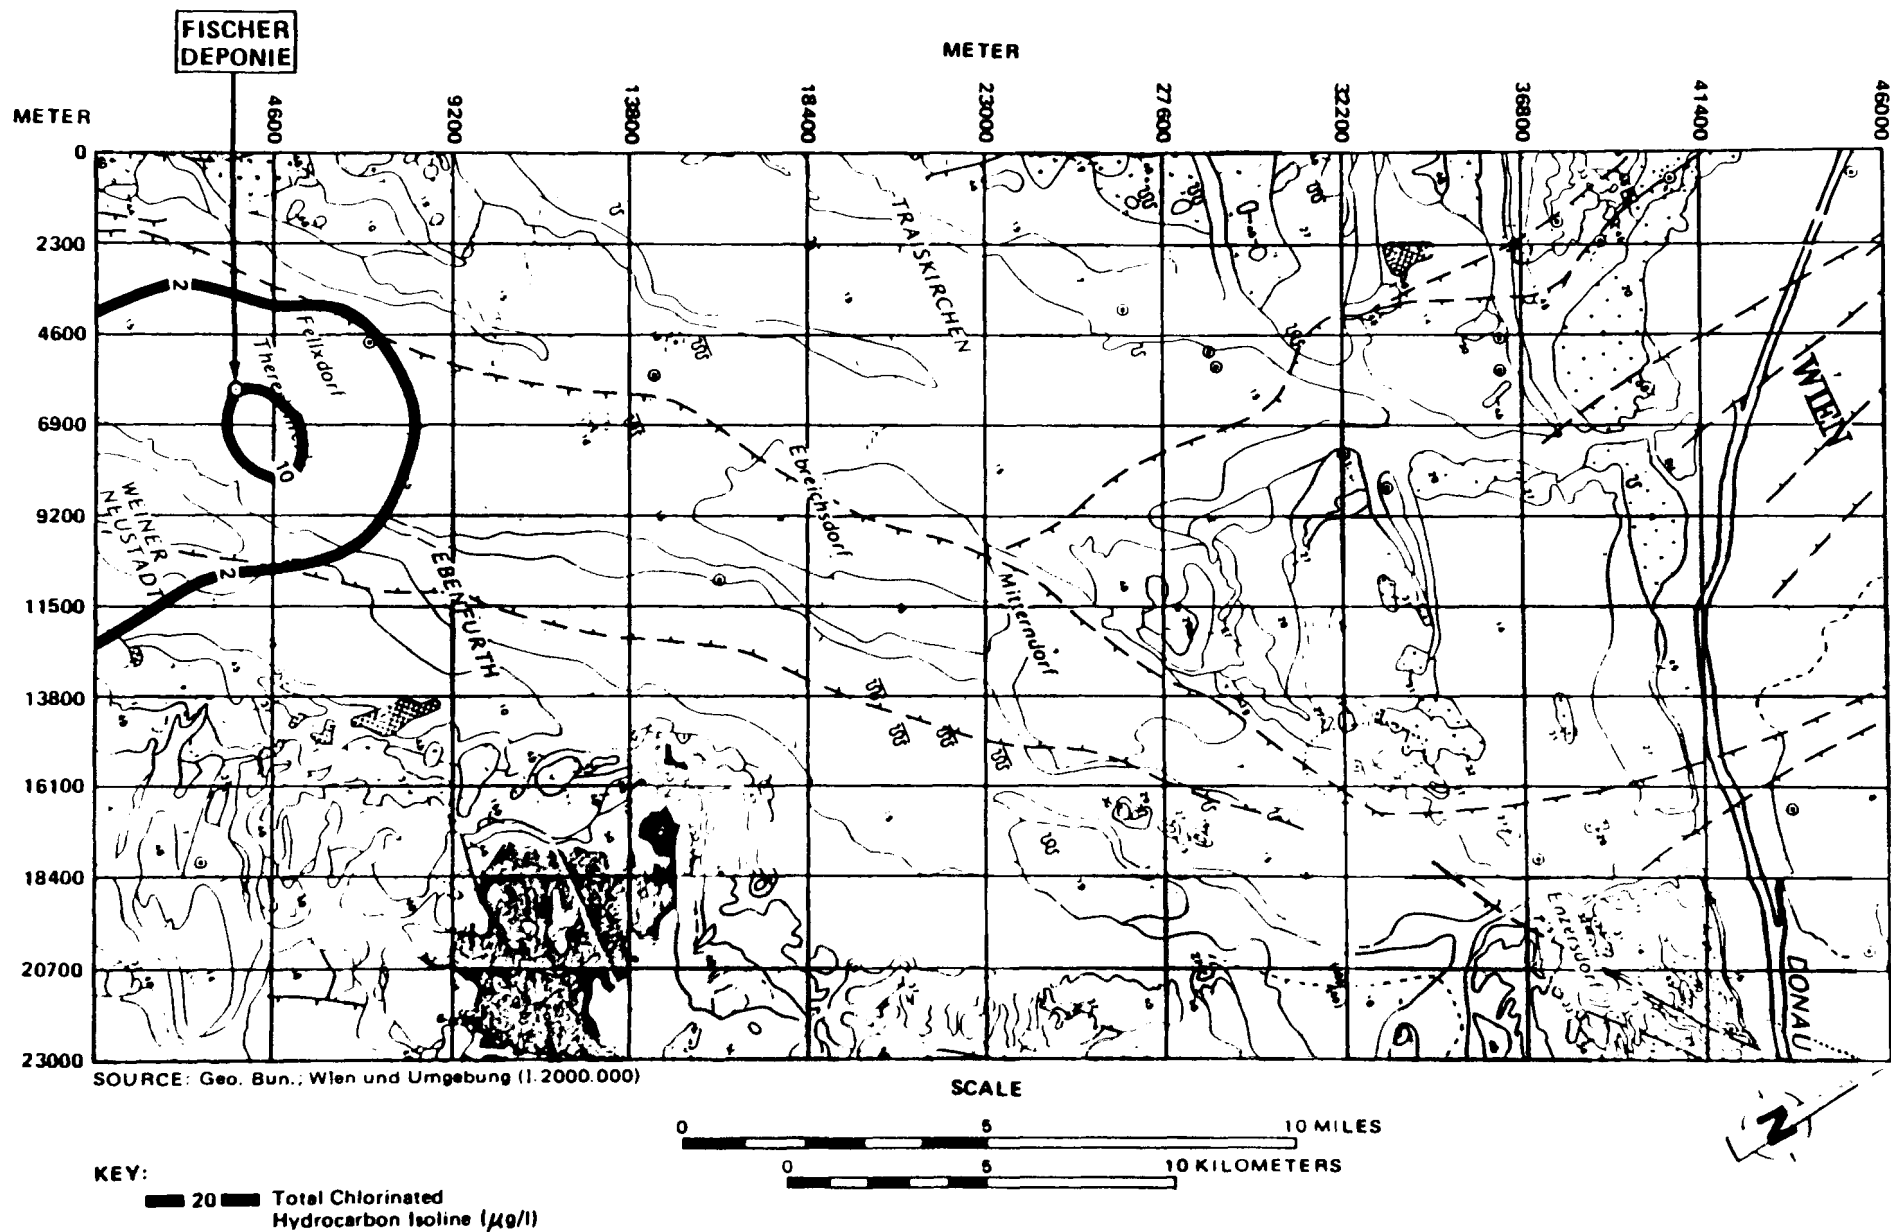 FISCHER
DEPONIE
METER
METER
4600
9200
13800
18400
23000
27600
32200
36800
41400
46000
0
2300
4600
6900
9200
11500
13800
16100
18400
20700
23000
2
10
2
Felixdorf
WEINER
NEUSTADT
EBENFURTH
TRAISKIRCHEN
Ebreichsdorf
Mitterndorf
WIEN
Enzersdorf
DONAU
SOURCE: Geo. Bun.; Wien und Umgebung (1.2000.000)
SCALE
0 5 10 MILES
0 5 10 KILOMETERS
N
KEY:
20 Total Chlorinated
Hydrocarbon Isoline (μg/l)